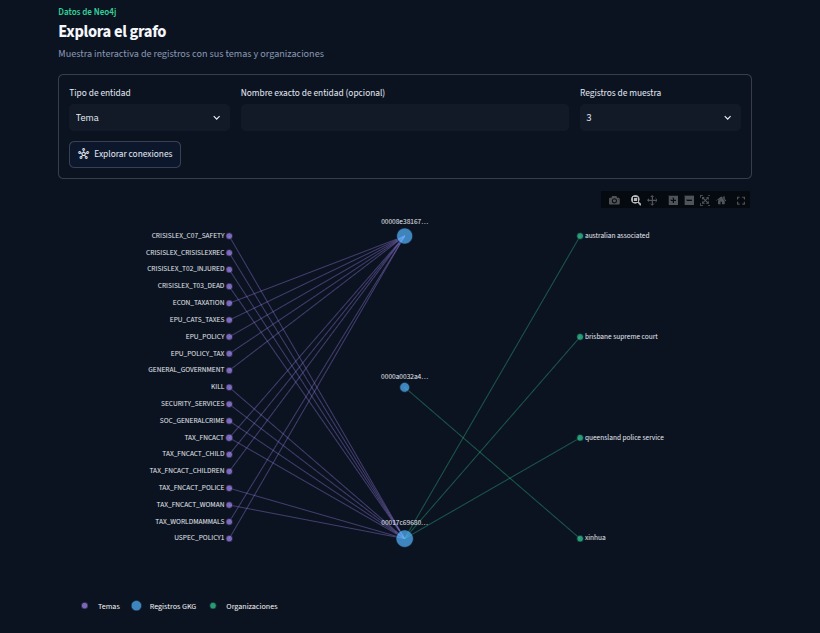 Datos de Neo4j
Explora el grafo
Muestra interactiva de registros con sus temas y organizaciones
Tipo de entidad
Nombre exacto de entidad (opcional)
Registros de muestra
Tema
3
Explorar conexiones
00008e38167...
CRISISLEX_C07_SAFETY
australian associated
CRISISLEX_CRISISLEXREC
CRISISLEX_T02_INJURED
CRISISLEX_T03_DEAD
ECON_TAXATION
EPU_CATS_TAXES
EPU_POLICY
brisbane supreme court
EPU_POLICY_TAX
GENERAL_GOVERNMENT
0000a0032a4...
KILL
SECURITY_SERVICES
SOC_GENERALCRIME
TAX_FNCACT
queensland police service
TAX_FNCACT_CHILD
TAX_FNCACT_CHILDREN
TAX_FNCACT_POLICE
TAX_FNCACT_WOMAN
TAX_WORLDMAMMALS
00017c69680...
USPEC_POLICY1
xinhua
Temas
Registros GKG
Organizaciones